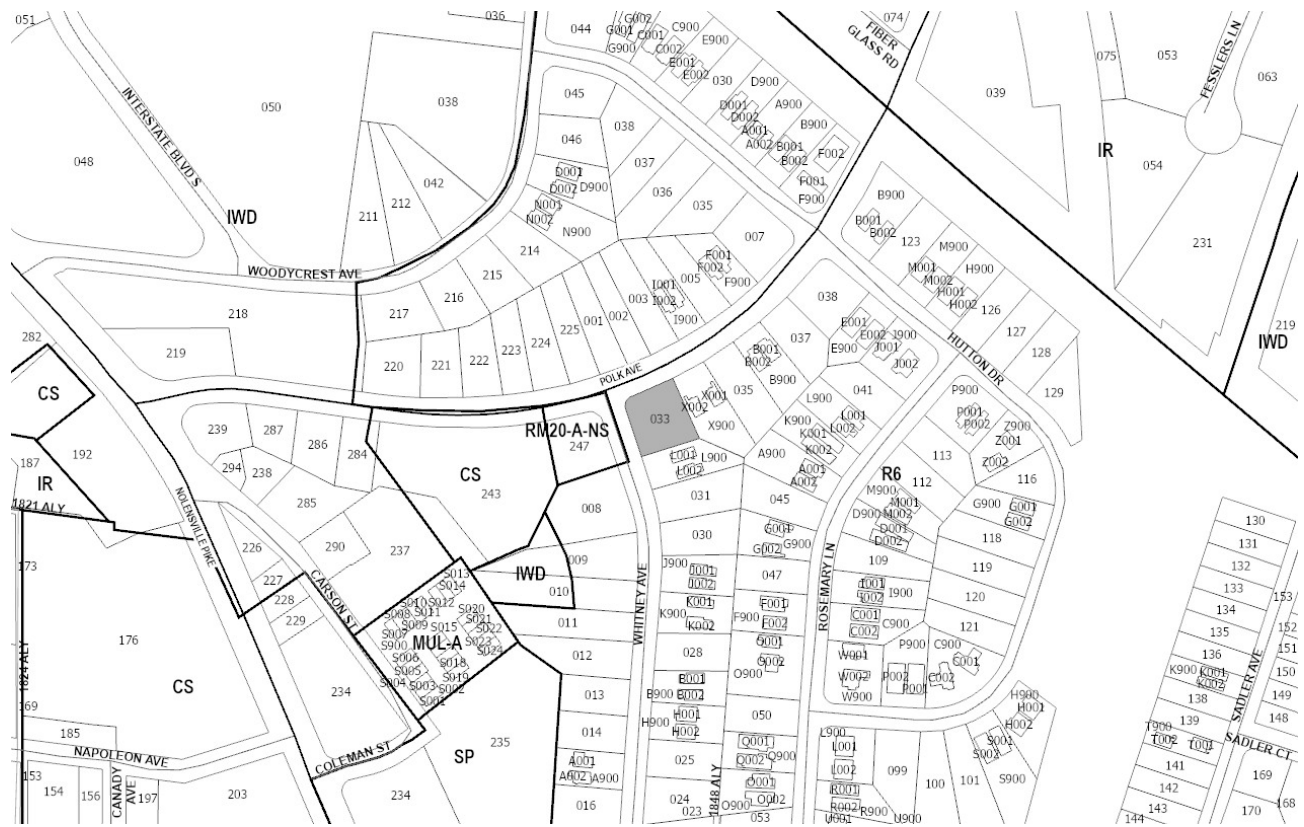 051
036
044
G002
G001
G900
C900
C001
C002
E900
E001
E002
074
FIBER
GLASS RD
053
075
063
FESSLERS LN
INTERSTATE BLVD S
050
038
045
030
D900
D001
D002
A900
A001
A002
B900
B001
B002
F002
F001
F900
039
IR
054
048
046
038
037
036
035
007
042
212
211
D001
D002
D900
N001
N002
N900
IWD
WOODYCREST AVE
214
215
216
217
B900
B001
B002
123
M900
M001
M002
H900
H001
H002
126
127
128
129
231
218
219
220
221
222
223
224
225
001
002
003
I001
I002
I900
005
F001
F002
F900
038
037
E001
E002
E900
J900
J001
J002
HUTTON DR
219
IWD
282
CS
POLK AVE
B001
B002
B900
035
X001
X002
X900
033
041
L900
L001
L002
K900
K001
K002
P900
P001
P002
Z900
Z001
Z002
RM20-A-NS
247
239
287
286
284
294
238
285
CS
243
187
192
IR
1821 ALY
NOLENSVILLE PIKE
L001
L002
L900
A900
A001
A002
113
112
R6
116
G900
G001
G002
031
045
008
M900
M001
M002
D900
D001
D002
118
030
G001
G002
G900
226
290
237
227
228
229
CARSON ST
IWD
009
010
011
012
WHITNEY AVE
J900
I001
I002
047
ROSEMARY LN
109
I001
I002
I900
119
120
121
173
176
CS
1824 ALY
169
S013
S014
S010
S012
S008
S011
S009
S020
S021
S015
S022
S007
S900
S023
S024
MUL-A
S006
S005
S018
S004
S003
S019
S002
S001
K900
K001
K002
F900
F001
E002
C001
C002
C900
028
O001
O002
O900
W001
W002
W900
P900
P002
P001
C900
C001
C002
130
131
132
133
134
135
136
K900
K001
K002
138
139
T900
T002
T001
141
142
143
144
153
152
151
150
149
148
SADLER AVE
SADLER CT
169
168
170
234
235
SP
013
014
B900
B001
B002
H900
H001
H002
050
H900
H001
H002
S001
S002
S900
185
NAPOLEON AVE
COLEMAN ST
153
154
156
CANADY
AVE
197
203
234
A001
A002
A900
016
025
024
023
1848 ALY
Q001
Q002
Q900
O001
O002
O900
053
L900
L001
L002
R001
R002
R900
U001
U900
099
100
101